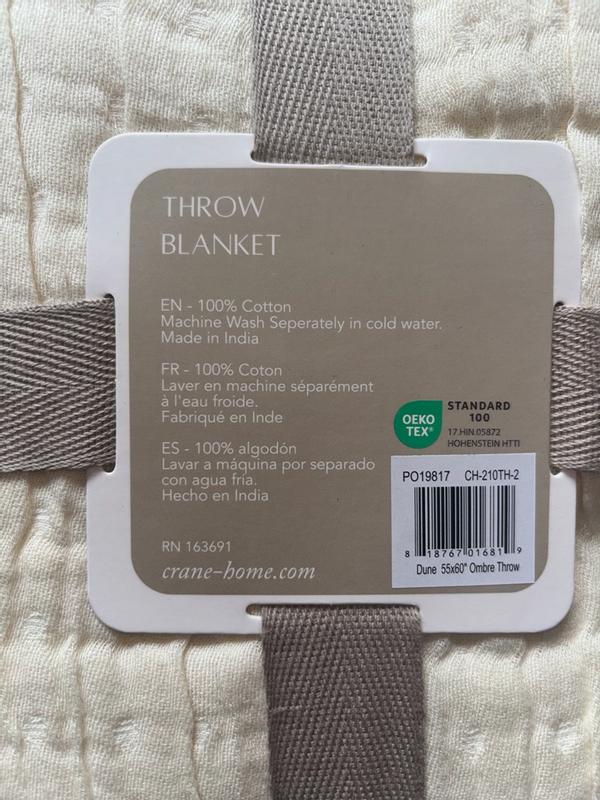 THROW
BLANKET
EN - 100% Cotton
Machine Wash Seperately in cold water.
Made in India
FR - 100% Coton
Laver en machine séparément
à l'eau froide.
Fabriqué en Inde
ES - 100% algodón
Lavar a máquina por separado
con agua fría.
Hecho en India
RN 163691
crane-home.com
OEKO
TEX®
STANDARD
100
17.HIN.05872
HOHENSTEIN HTTI
PO19817 CH-210TH-2
8 18767 01681 9
Dune 55x60" Ombre Throw